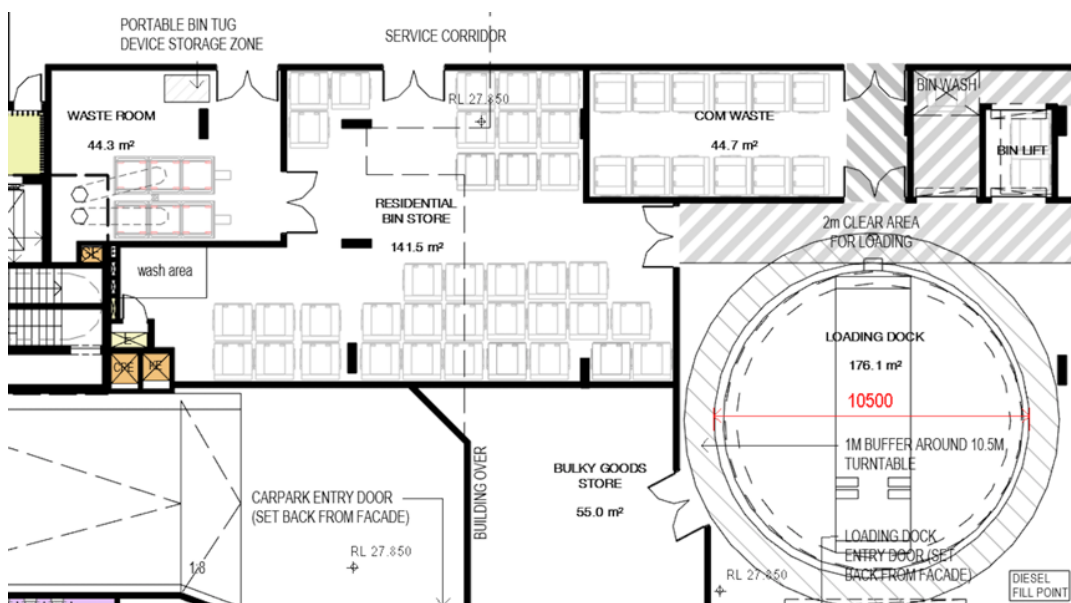 PORTABLE BIN TUG
DEVICE STORAGE ZONE
SERVICE CORRIDOR
RL 27.850
WASTE ROOM
44.3 m²
COM WASTE
44.7 m²
BIN WASH
BIN LIFT
RESIDENTIAL
BIN STORE
141.5 m²
2m CLEAR AREA
FOR LOADING
wash area
LOADING DOCK
176.1 m²
10500
1M BUFFER AROUND 10.5M
TURNTABLE
BULKY GOODS
STORE
55.0 m²
BUILDING OVER
CARPARK ENTRY DOOR
(SET BACK FROM FACADE)
RL 27.850
1:8
LOADING DOCK
ENTRY DOOR (SET
BACK FROM FACADE)
RL 27.850
DIESEL
FILL POINT